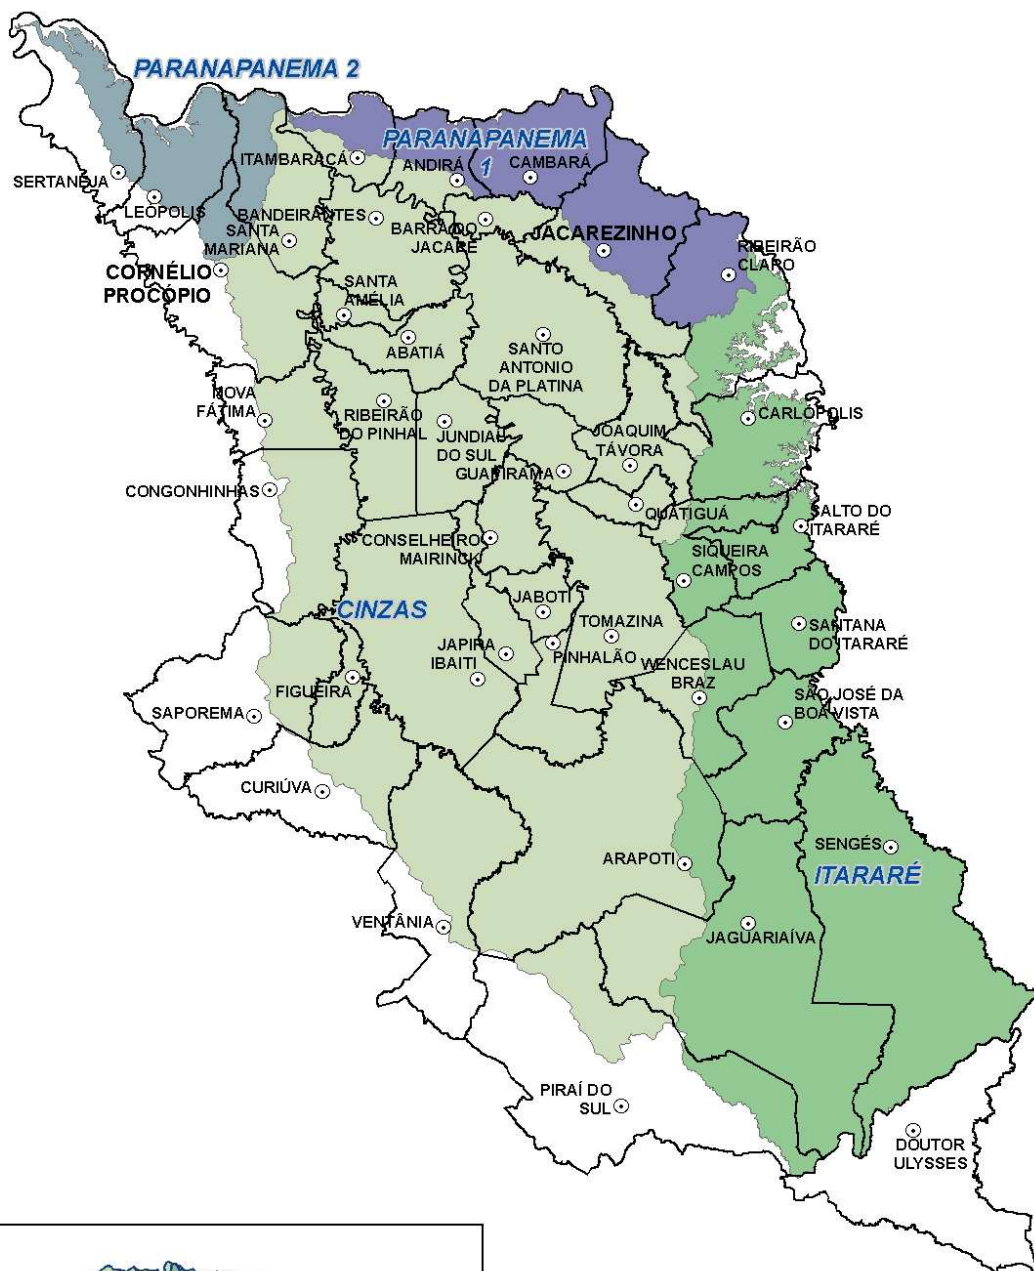 PARANAPANEMA 2
PARANAPANEMA
1
ITAMBARACÁ
ANDIRÁ
CAMBARÁ
SERTANEJA
LEÓPOLIS
BANDEIRANTES
SANTA
MARIANA
BARRA DO
JACARÉ
JACAREZINHO
RIBEIRÃO
CLARO
CORNÉLIO
PROCÓPIO
SANTA
AMÉLIA
ABATIÁ
SANTO
ANTONIO
DA PLATINA
NOVA
FÁTIMA
RIBEIRÃO
DO PINHAL
JUNDIAÍ
DO SUL
GUAPIRAMA
JOAQUIM
TÁVORA
CARLÓPOLIS
CONGONHINHAS
QUATIGUÁ
SALTO DO
ITARARÉ
CONSELHEIRO
MAIRINCK
SIQUEIRA
CAMPOS
CINZAS
JABOTI
TOMAZINA
SANTANA
DO ITARARÉ
JAPIRA
IBAITI
PINHALÃO
WENCESLAU
BRAZ
FIGUEIRA
SAPOREMA
SÃO JOSÉ DA
BOA VISTA
CURIÚVA
SENGÉS
ARAPOTI
ITARARÉ
VENTÂNIA
JAGUARIAÍVA
PIRAÍ DO
SUL
DOUTOR
ULYSSES